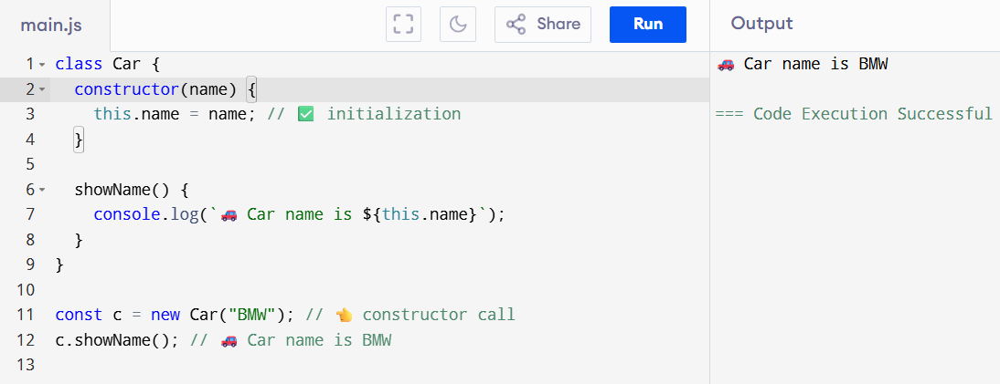 main.js
Share
Run
Output
1 class Car {
2   constructor(name) {
3     this.name = name; // ✅ initialization
4   }
5
6   showName() {
7     console.log(`🚗 Car name is ${this.name}`);
8   }
9 }
10
11 const c = new Car("BMW"); // 👈 constructor call
12 c.showName(); // 🚗 Car name is BMW
13
🚗 Car name is BMW
=== Code Execution Successful